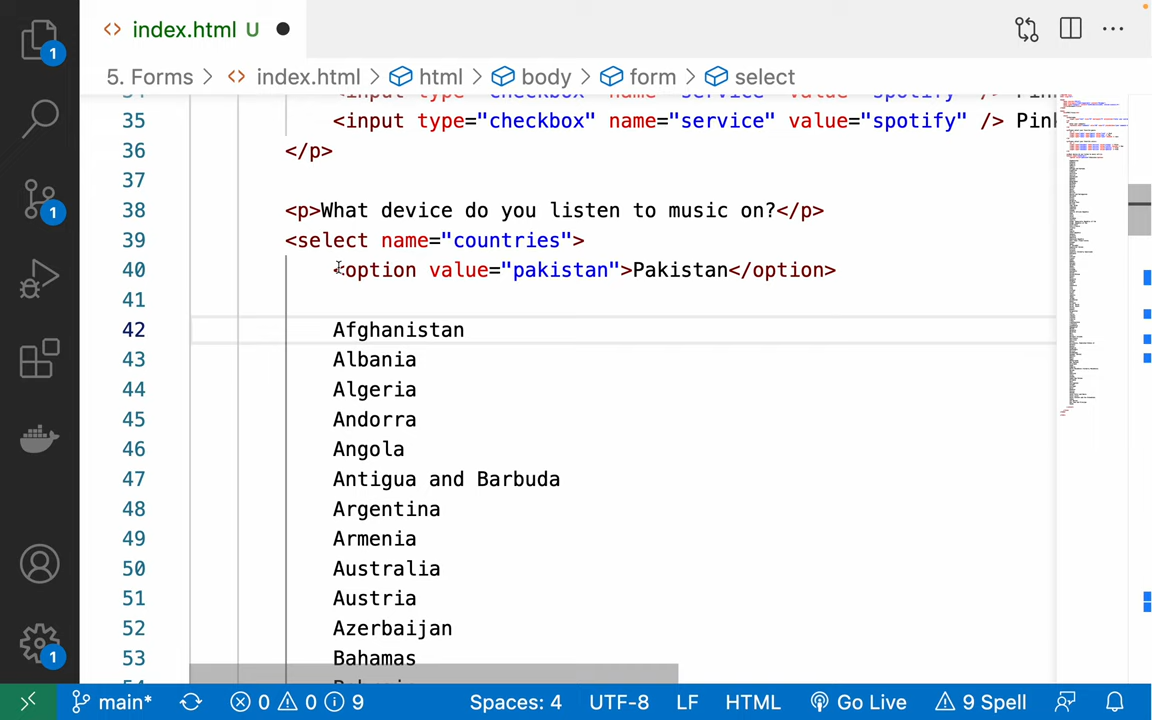 index.html U
5. Forms > index.html > html > body > form > select
35 <input type="checkbox" name="service" value="spotify" /> Pin
36 </p>
37
38 <p>What device do you listen to music on?</p>
39 <select name="countries">
40 <option value="pakistan">Pakistan</option>
41
42 Afghanistan
43 Albania
44 Algeria
45 Andorra
46 Angola
47 Antigua and Barbuda
48 Argentina
49 Armenia
50 Australia
51 Austria
52 Azerbaijan
53 Bahamas
1
1
1
main* 0 0 9 Spaces: 4 UTF-8 LF HTML Go Live 9 Spell